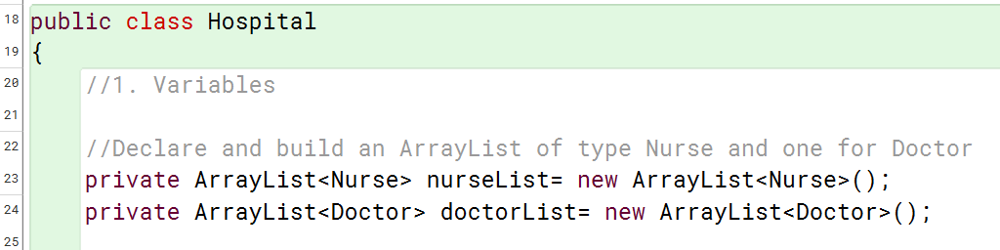 18 public class Hospital
19 {
20 //1. Variables
21
22 //Declare and build an ArrayList of type Nurse and one for Doctor
23 private ArrayList<Nurse> nurseList= new ArrayList<Nurse>();
24 private ArrayList<Doctor> doctorList= new ArrayList<Doctor>();
25